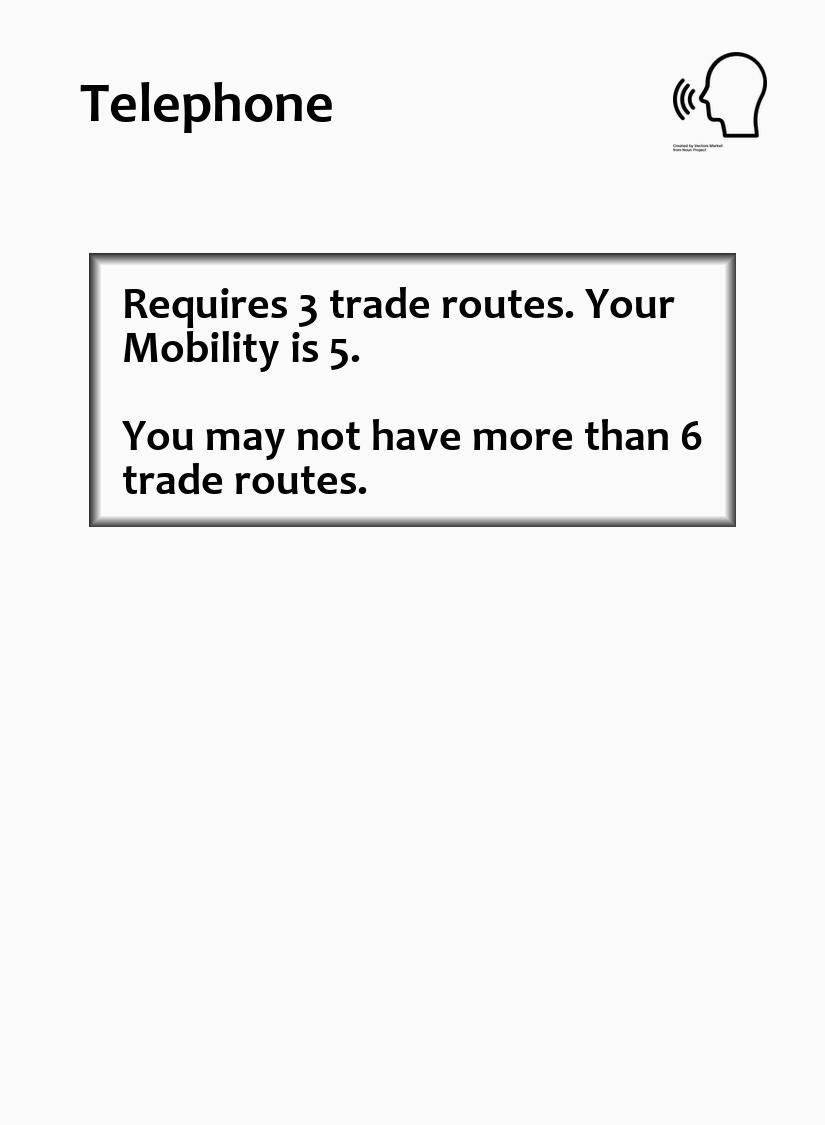 Telephone
Created by Vectors Market
from Noun Project
Requires 3 trade routes. Your
Mobility is 5.
You may not have more than 6
trade routes.